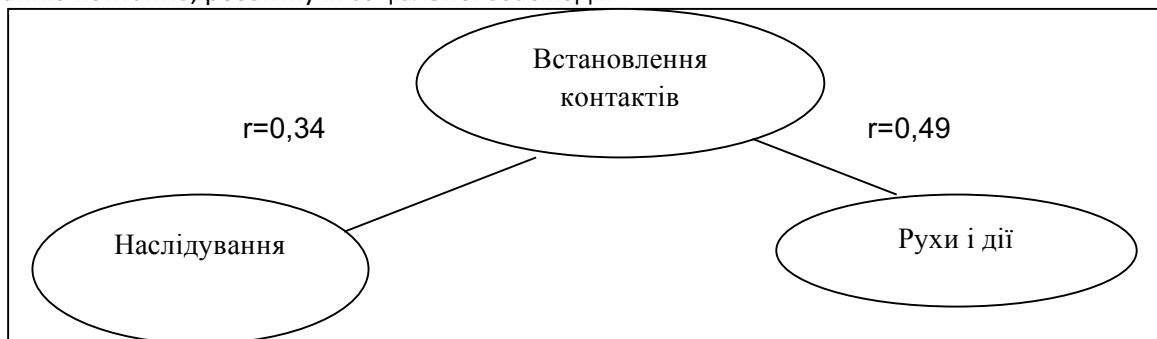 Встановлення
контактів
r=0,34
r=0,49
Наслідування
Рухи і дії